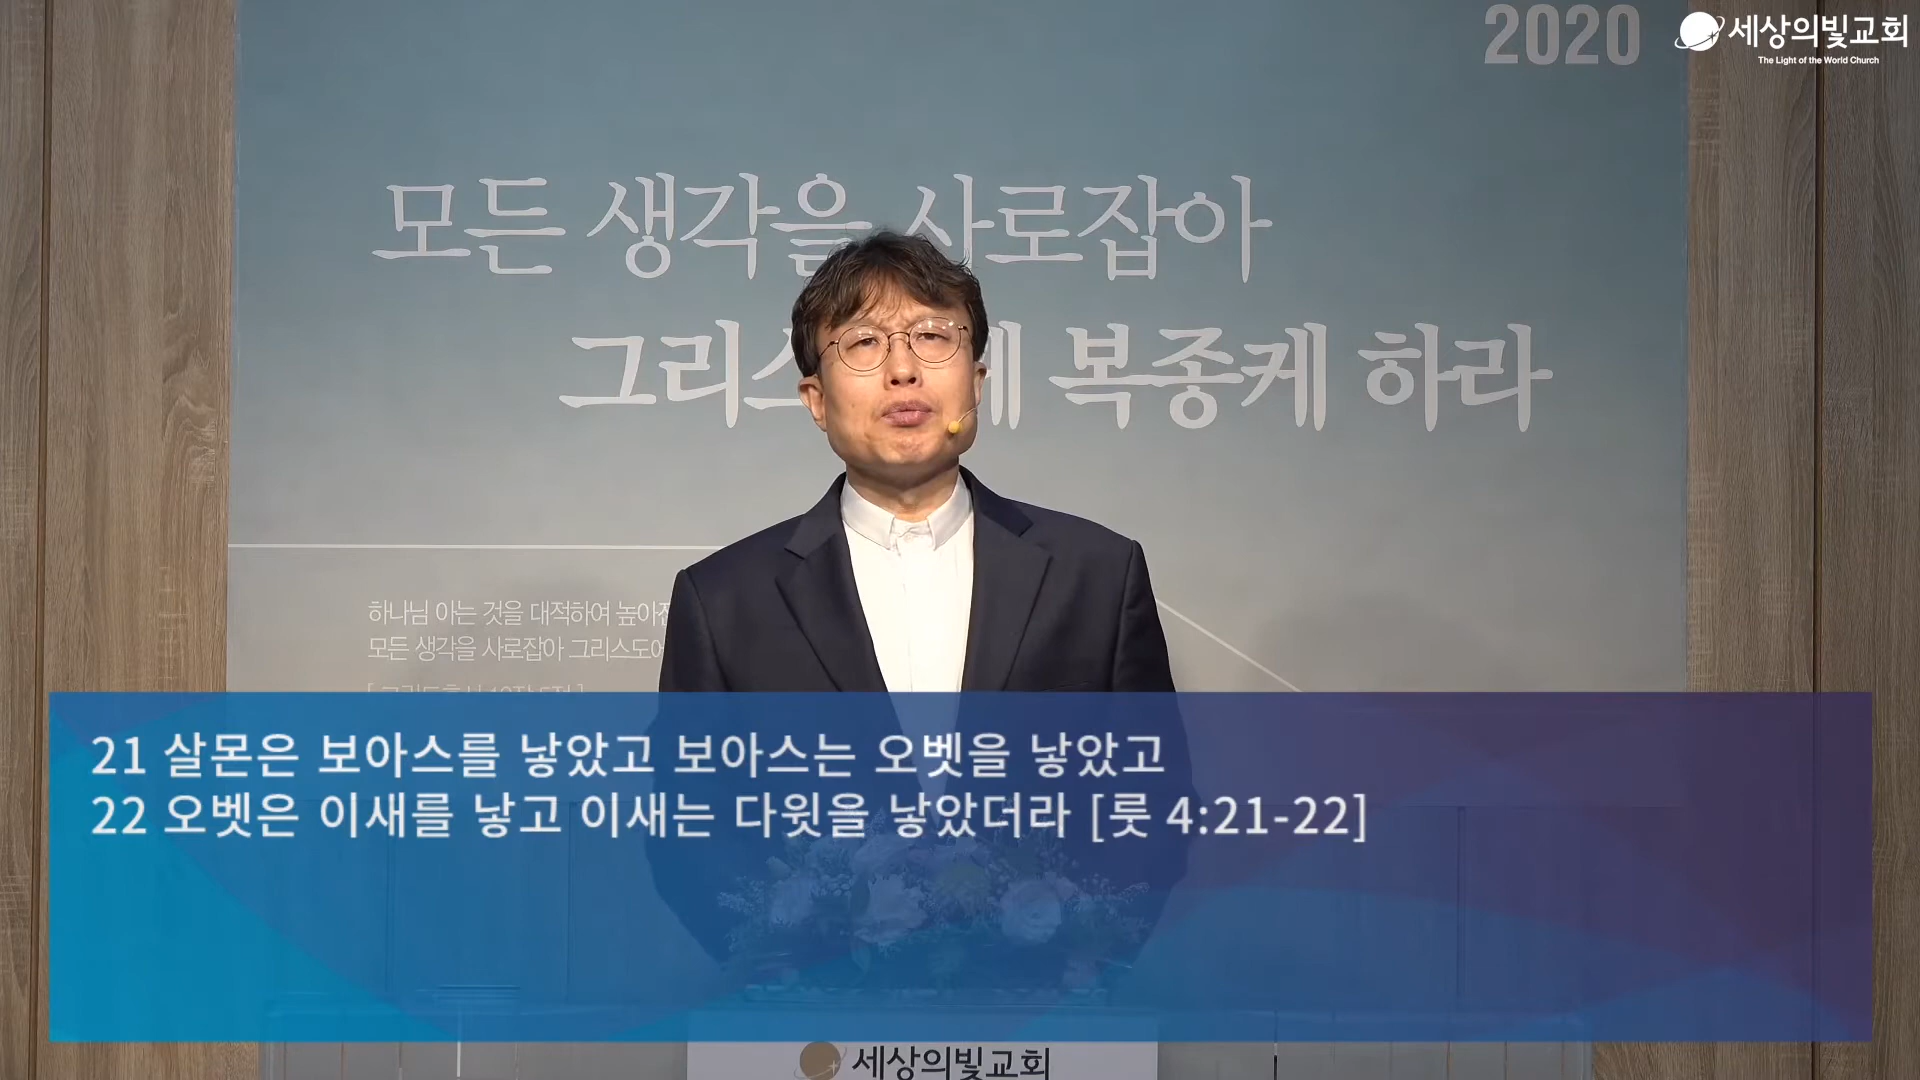 2020
세상의빛교회
The Light of the World Church
모든 생각을 사로잡아
그리스 복종케 하라
하나님 아는 것을 대적하여
모든 생각을 사로잡아 그리스도에
21 살몬은 보아스를 낳았고 보아스는 오벳을 낳았고
22 오벳은 이새를 낳고 이새는 다윗을 낳았더라 [룻 4:21-22]
세상의빛교회